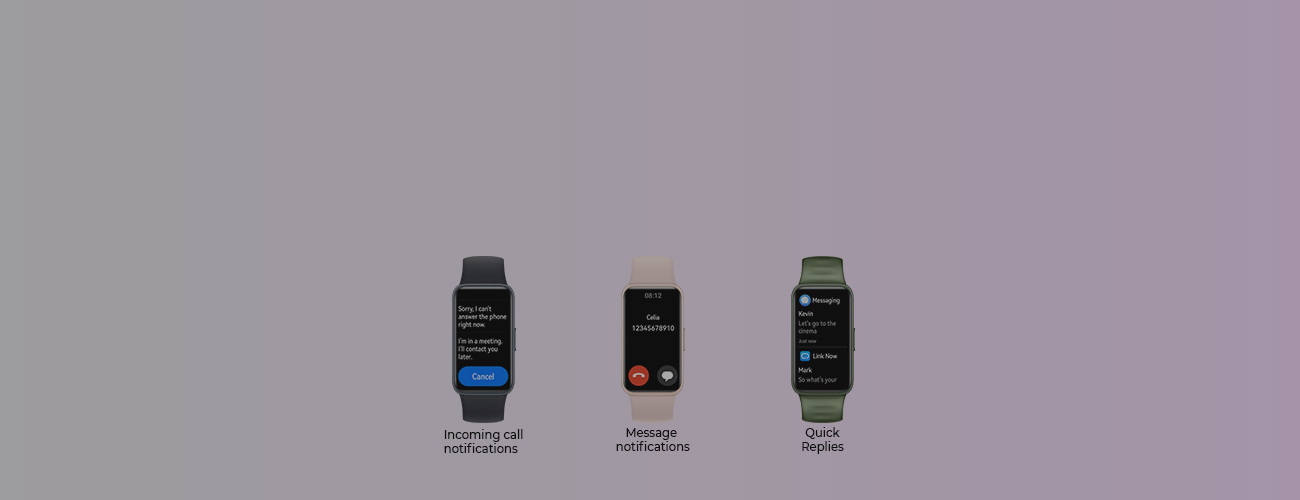 Sorry, I can't
answer the phone
right now.
I'm in a meeting.
I'll contact you
later.
Cancel
Incoming call
notifications
08:12
Celia
12345678910
Message
notifications
Messaging
Kevin
Let's go to the
cinema
Just now
Link Now
Mark
So what's your
Quick
Replies